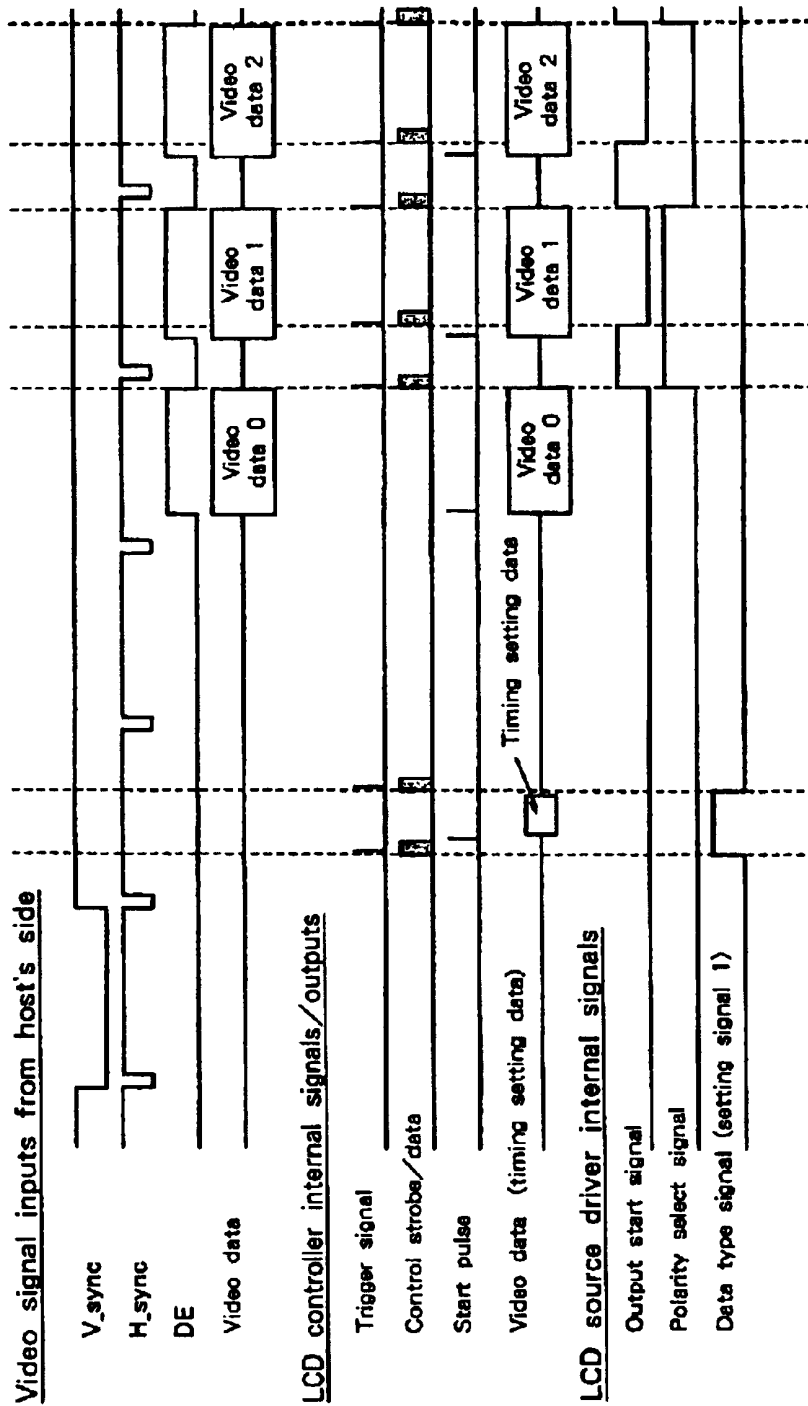 Video signal inputs from host's side
V_sync
H_sync
DE
Video data
Video
data 0
Video
data 1
Video
data 2
LCD controller internal signals/outputs
Trigger signal
Control strobe/data
Start pulse
Video data (timing setting data)
Timing setting data
Video
data 0
Video
data 1
Video
data 2
LCD source driver internal signals
Output start signal
Polarity select signal
Data type signal (setting signal 1)